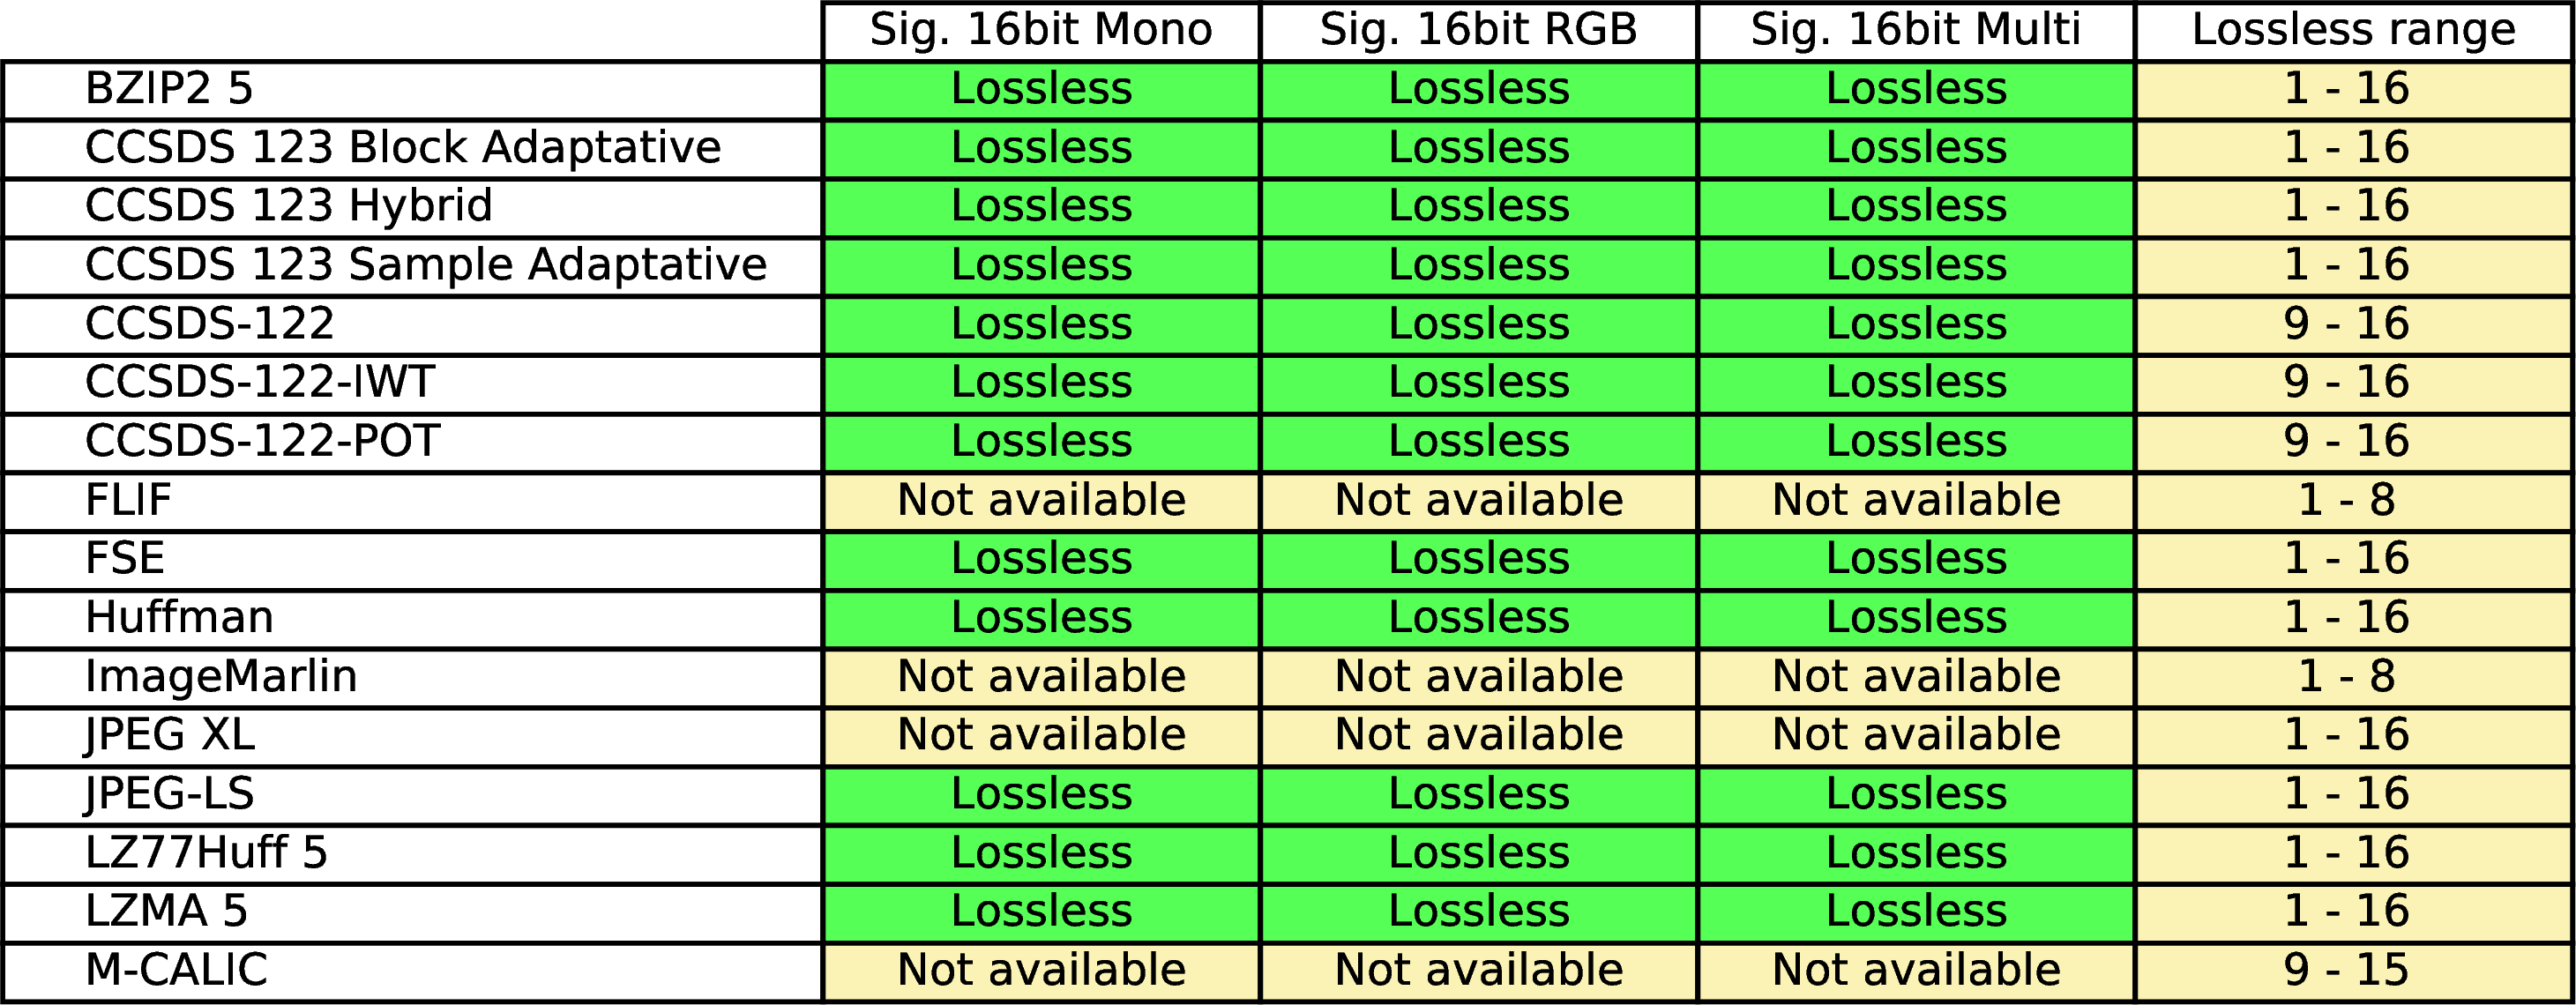 Sig. 16bit Mono Sig. 16bit RGB Sig. 16bit Multi Lossless range
BZIP2 5 Lossless Lossless Lossless 1 - 16
CCSDS 123 Block Adaptative Lossless Lossless Lossless 1 - 16
CCSDS 123 Hybrid Lossless Lossless Lossless 1 - 16
CCSDS 123 Sample Adaptative Lossless Lossless Lossless 1 - 16
CCSDS-122 Lossless Lossless Lossless 9 - 16
CCSDS-122-IWT Lossless Lossless Lossless 9 - 16
CCSDS-122-POT Lossless Lossless Lossless 9 - 16
FLIF Not available Not available Not available 1 - 8
FSE Lossless Lossless Lossless 1 - 16
Huffman Lossless Lossless Lossless 1 - 16
ImageMarlin Not available Not available Not available 1 - 8
JPEG XL Not available Not available Not available 1 - 16
JPEG-LS Lossless Lossless Lossless 1 - 16
LZ77Huff 5 Lossless Lossless Lossless 1 - 16
LZMA 5 Lossless Lossless Lossless 1 - 16
M-CALIC Not available Not available Not available 9 - 15